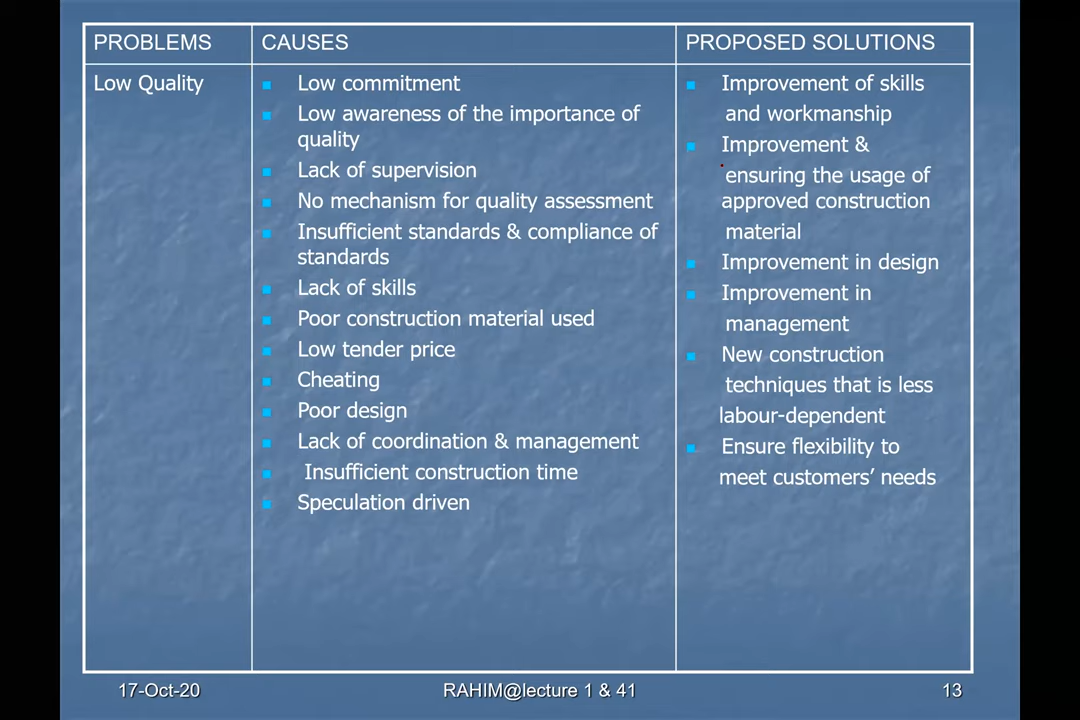 PROBLEMS
CAUSES
PROPOSED SOLUTIONS
Low Quality
Low commitment
Low awareness of the importance of
quality
Lack of supervision
No mechanism for quality assessment
Insufficient standards & compliance of
standards
Lack of skills
Poor construction material used
Low tender price
Cheating
Poor design
Lack of coordination & management
Insufficient construction time
Speculation driven
Improvement of skills
and workmanship
Improvement &
ensuring the usage of
approved construction
material
Improvement in design
Improvement in
management
New construction
techniques that is less
labour-dependent
Ensure flexibility to
meet customers' needs
17-Oct-20
RAHIM@lecture 1 & 41
13